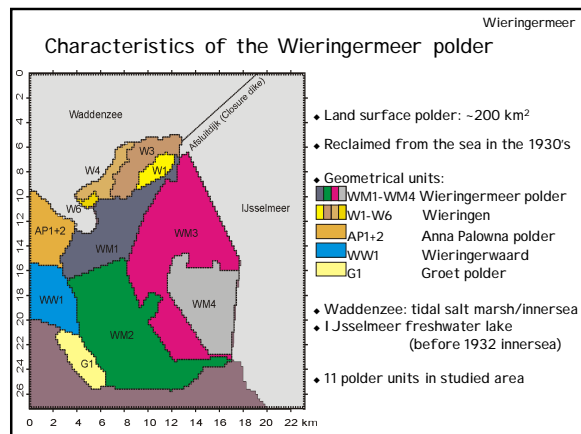 Wieringermeer
Characteristics of the Wieringermeer polder
0
2
4
6
8
10
12
14
16
18
20
22
24
26
0 2 4 6 8 10 12 14 16 18 20 22 km
Waddenzee
Afsluitdijk (Closure dike)
IJsselmeer
W3
W4
W1
W6
AP1+2
WM1
WM3
WW1
WM4
WM2
G1
♦ Land surface polder: ~200 km²
♦ Reclaimed from the sea in the 1930's
♦ Geometrical units:
WM1-WM4 Wieringermeer polder
W1-W6 Wieringen
AP1+2 Anna Palowna polder
WW1 Wieringerwaard
G1 Groet polder
♦ Waddenzee: tidal salt marsh/innersea
♦ IJsselmeer freshwater lake
(before 1932 innersea)
♦ 11 polder units in studied area